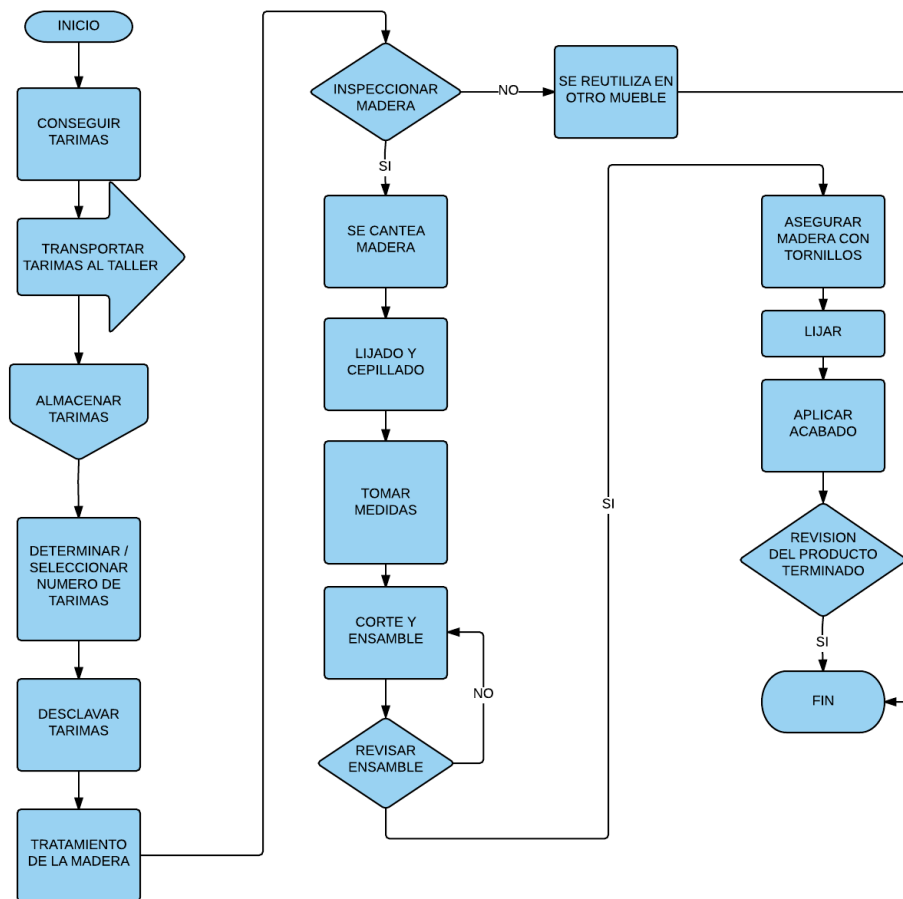 INICIO
CONSEGUIR
TARIMAS
TRANSPORTAR
TARIMAS AL TALLER
ALMACENAR
TARIMAS
DETERMINAR /
SELECCIONAR
NUMERO DE
TARIMAS
DESCLAVAR
TARIMAS
TRATAMIENTO
DE LA MADERA
INSPECCIONAR
MADERA
NO
SE REUTILIZA EN
OTRO MUEBLE
SI
SE CANTEA
MADERA
LIJADO Y
CEPILLADO
TOMAR
MEDIDAS
CORTE Y
ENSAMBLE
NO
REVISAR
ENSAMBLE
SI
ASEGURAR
MADERA CON
TORNILLOS
LIJAR
APLICAR
ACABADO
REVISION
DEL PRODUCTO
TERMINADO
SI
FIN